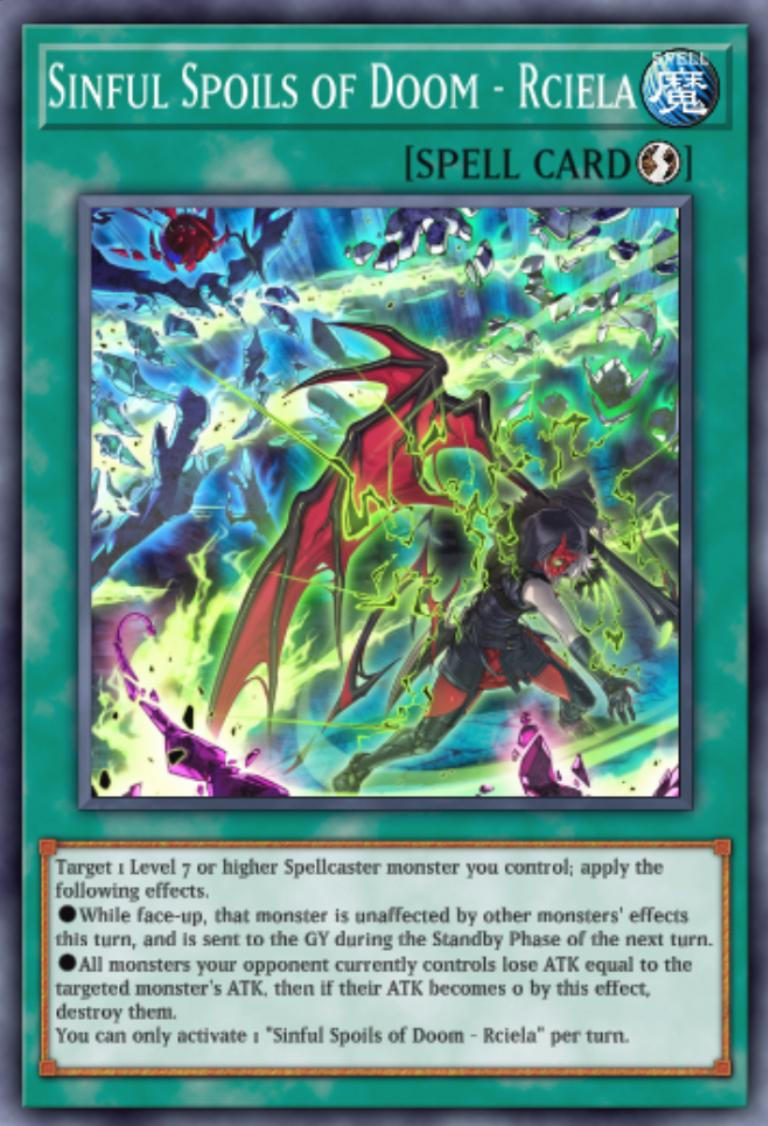 SINFUL SPOILS OF DOOM - RCIELA
SPELL
魔
[SPELL CARD]
Target 1 Level 7 or higher Spellcaster monster you control; apply the
following effects.
●While face-up, that monster is unaffected by other monsters' effects
this turn, and is sent to the GY during the Standby Phase of the next turn.
●All monsters your opponent currently controls lose ATK equal to the
targeted monster's ATK, then if their ATK becomes 0 by this effect,
destroy them.
You can only activate 1 "Sinful Spoils of Doom - Rciela" per turn.